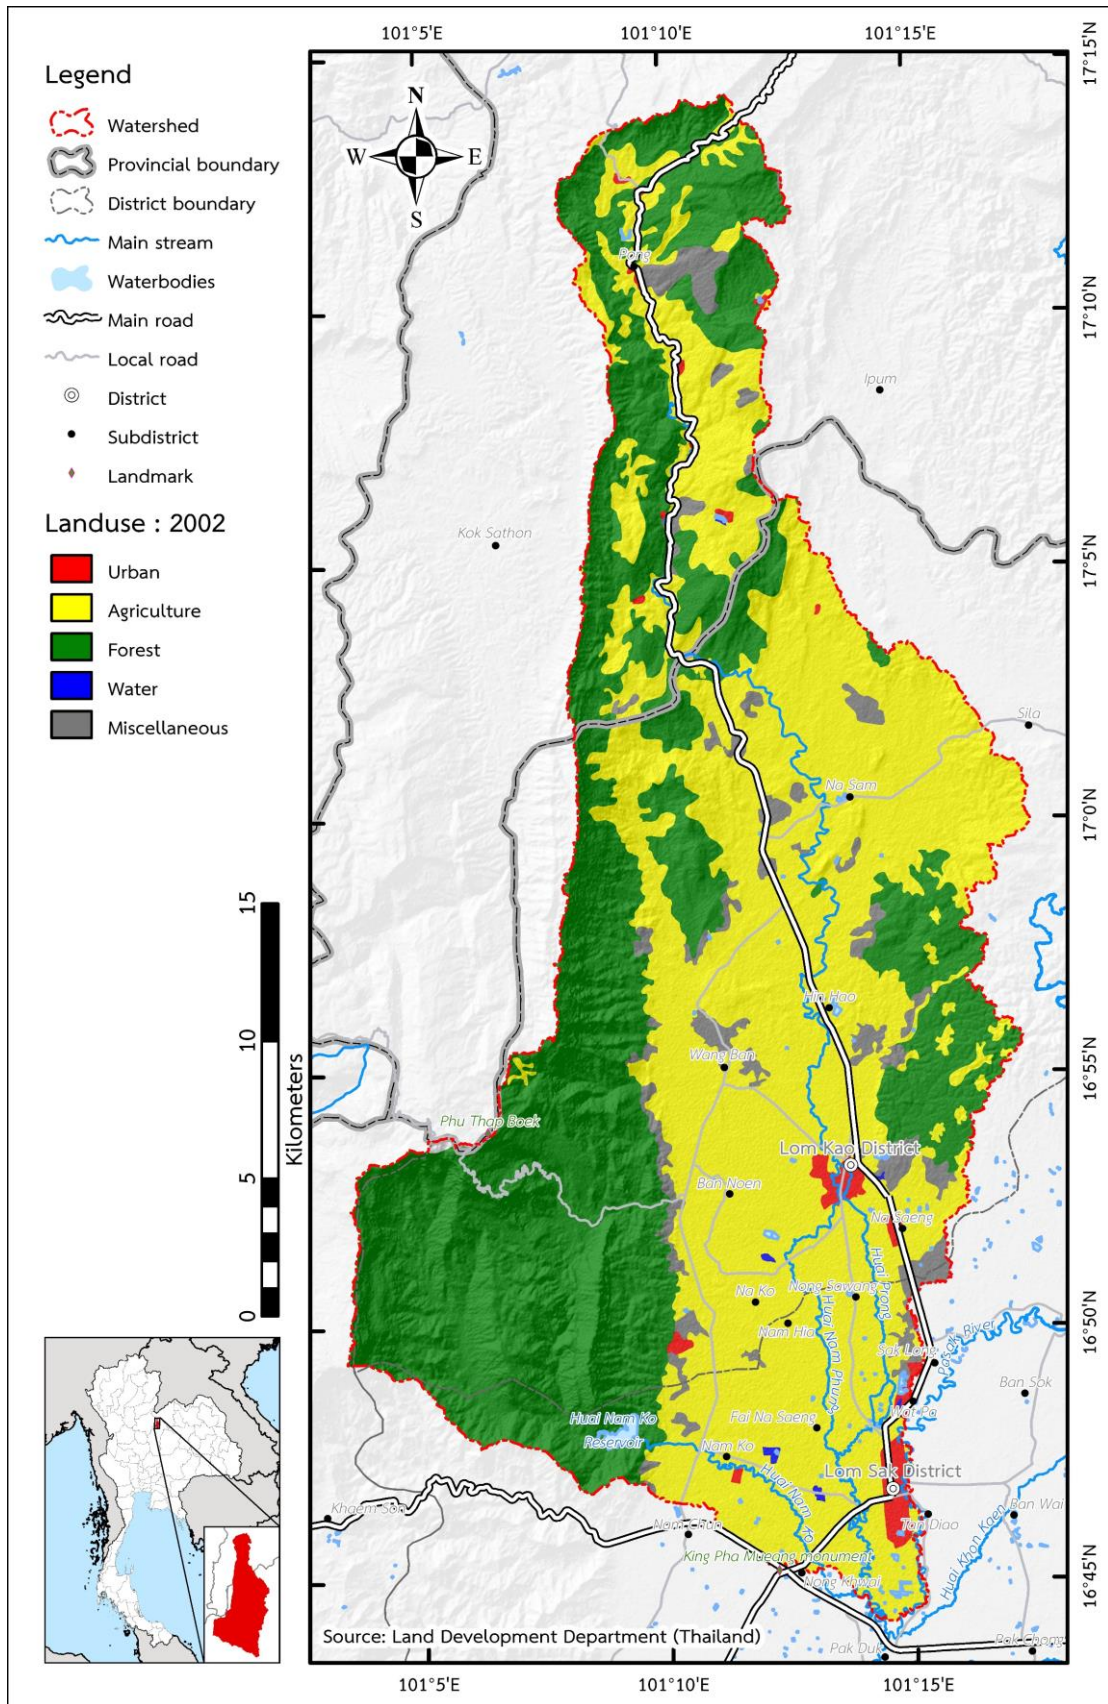 101°5'E
101°10'E
101°15'E
17°15'N
Legend
Watershed
Provincial boundary
District boundary
Main stream
Waterbodies
Main road
Local road
District
Subdistrict
Landmark
Landuse : 2002
Urban
Agriculture
Forest
Water
Miscellaneous
N
W
E
S
Pong
17°10'N
Ipum
Kok Sathon
17°5'N
Sila
Na Sam
17°0'N
Hin Hao
Wang Ban
16°55'N
Phu Thap Boek
Lom Kao District
Ban Noen
Na Saeng
Huai Prong
Na Ko
Nong Sawang
Nam Hia
Huai Nam Phung
16°50'N
Sak Long
Pasak River
Ban Sok
Wat Pa
Huai Nam Ko
Reservoir
Fai Na Saeng
Nam Ko
Lom Sak District
Huai Nam Ko
Khaem Son
Nam Chun
Tan Diao
Ban Wai
Huai Khon Kaen
King Pha Mueang monument
Nong Khwai
16°45'N
Pak Duk
Pak Chong
Source: Land Development Department (Thailand)
15
10
5
0
Kilometers
101°5'E
101°10'E
101°15'E